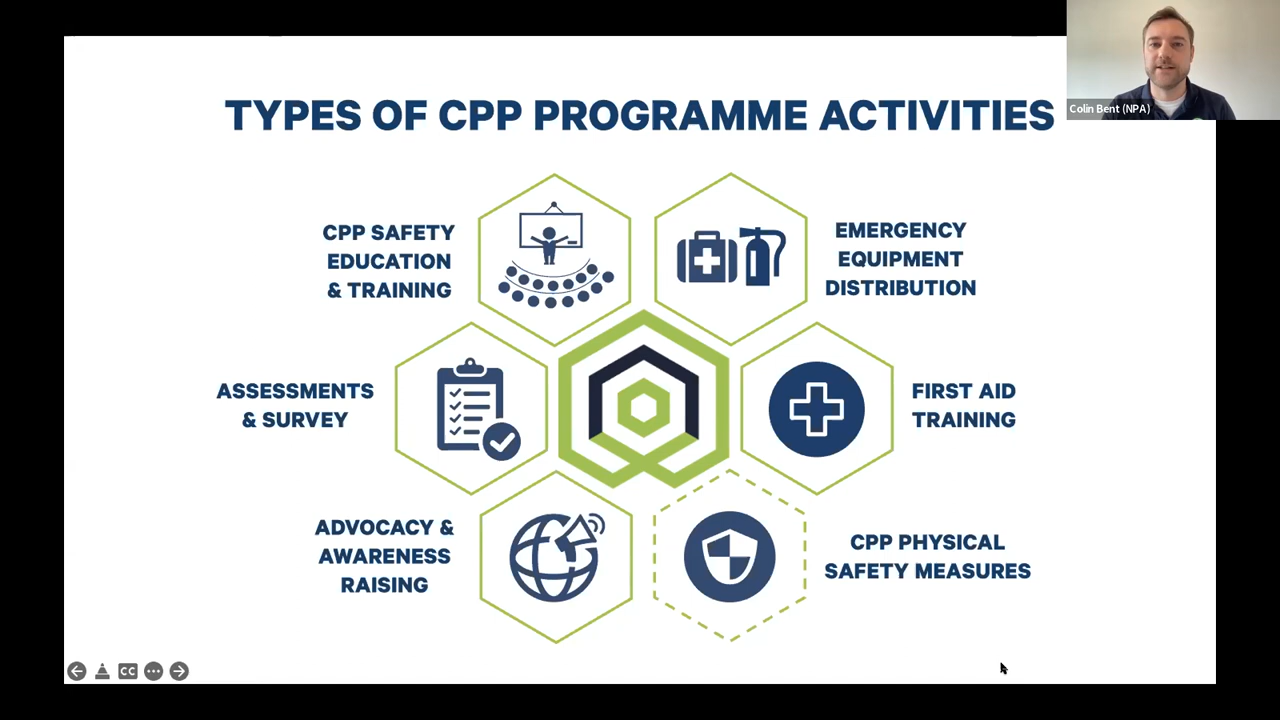 TYPES OF CPP PROGRAMME ACTIVITIES
Colin Bent (NPA)
CPP SAFETY
EDUCATION
& TRAINING
EMERGENCY
EQUIPMENT
DISTRIBUTION
ASSESSMENTS
& SURVEY
FIRST AID
TRAINING
ADVOCACY &
AWARENESS
RAISING
CPP PHYSICAL
SAFETY MEASURES
CC